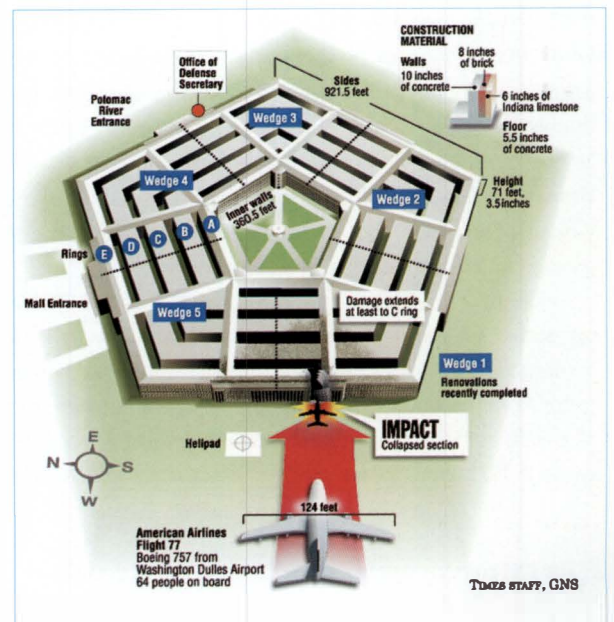 CONSTRUCTION
MATERIAL
Walls
10 inches
of concrete
8 inches
of brick
6 inches of
Indiana limestone
Floor
5.5 inches
of concrete
Office of
Defense
Secretary
Sides
921.5 feet
Potomac
River
Entrance
Wedge 3
Wedge 4
Wedge 2
Height
71 feet,
3.5 inches
Inner walls
360.5 feet
Rings
E
D
C
B
A
Mall Entrance
Wedge 5
Damage extends
at least to C ring
Wedge 1
Renovations
recently completed
IMPACT
Collapsed section
Helipad
E
N
S
W
124 feet
American Airlines
Flight 77
Boeing 757 from
Washington Dulles Airport
64 people on board
TIMES STAFF, GNS